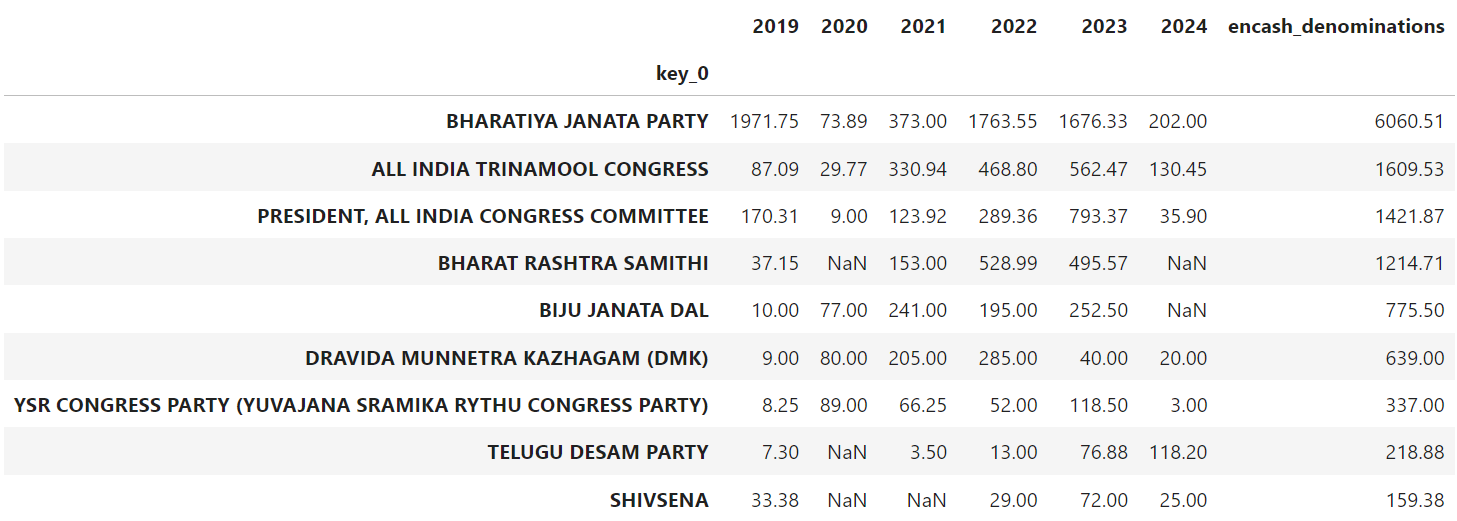 2019 2020 2021 2022 2023 2024 encash_denominations
key_0
BHARATIYA JANATA PARTY 1971.75 73.89 373.00 1763.55 1676.33 202.00 6060.51
ALL INDIA TRINAMOOL CONGRESS 87.09 29.77 330.94 468.80 562.47 130.45 1609.53
PRESIDENT, ALL INDIA CONGRESS COMMITTEE 170.31 9.00 123.92 289.36 793.37 35.90 1421.87
BHARAT RASHTRA SAMITHI 37.15 NaN 153.00 528.99 495.57 NaN 1214.71
BIJU JANATA DAL 10.00 77.00 241.00 195.00 252.50 NaN 775.50
DRAVIDA MUNNETRA KAZHAGAM (DMK) 9.00 80.00 205.00 285.00 40.00 20.00 639.00
YSR CONGRESS PARTY (YUVAJANA SRAMIKA RYTHU CONGRESS PARTY) 8.25 89.00 66.25 52.00 118.50 3.00 337.00
TELUGU DESAM PARTY 7.30 NaN 3.50 13.00 76.88 118.20 218.88
SHIVSENA 33.38 NaN NaN 29.00 72.00 25.00 159.38